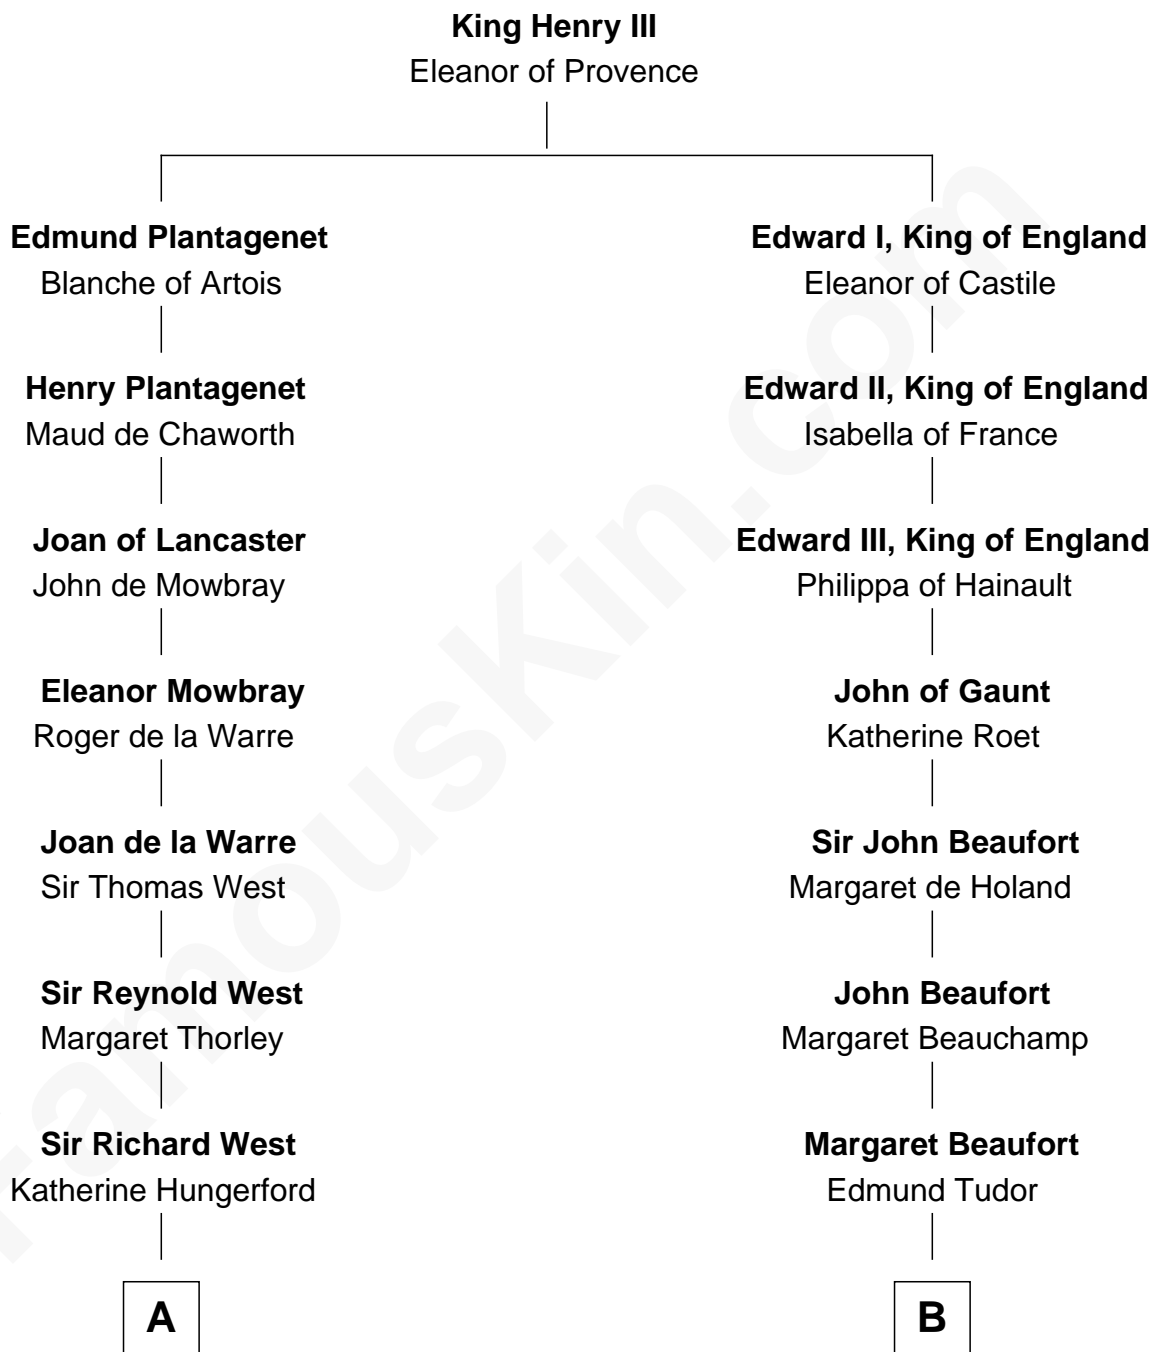 King Henry III
Eleanor of Provence
Edmund Plantagenet
Blanche of Artois
Henry Plantagenet
Maud de Chaworth
Joan of Lancaster
John de Mowbray
Eleanor Mowbray
Roger de la Warre
Joan de la Warre
Sir Thomas West
Sir Reynold West
Margaret Thorley
Sir Richard West
Katherine Hungerford
A
Edward I, King of England
Eleanor of Castile
Edward II, King of England
Isabella of France
Edward III, King of England
Philippa of Hainault
John of Gaunt
Katherine Roet
Sir John Beaufort
Margaret de Holand
John Beaufort
Margaret Beauchamp
Margaret Beaufort
Edmund Tudor
B
FamousKin.com